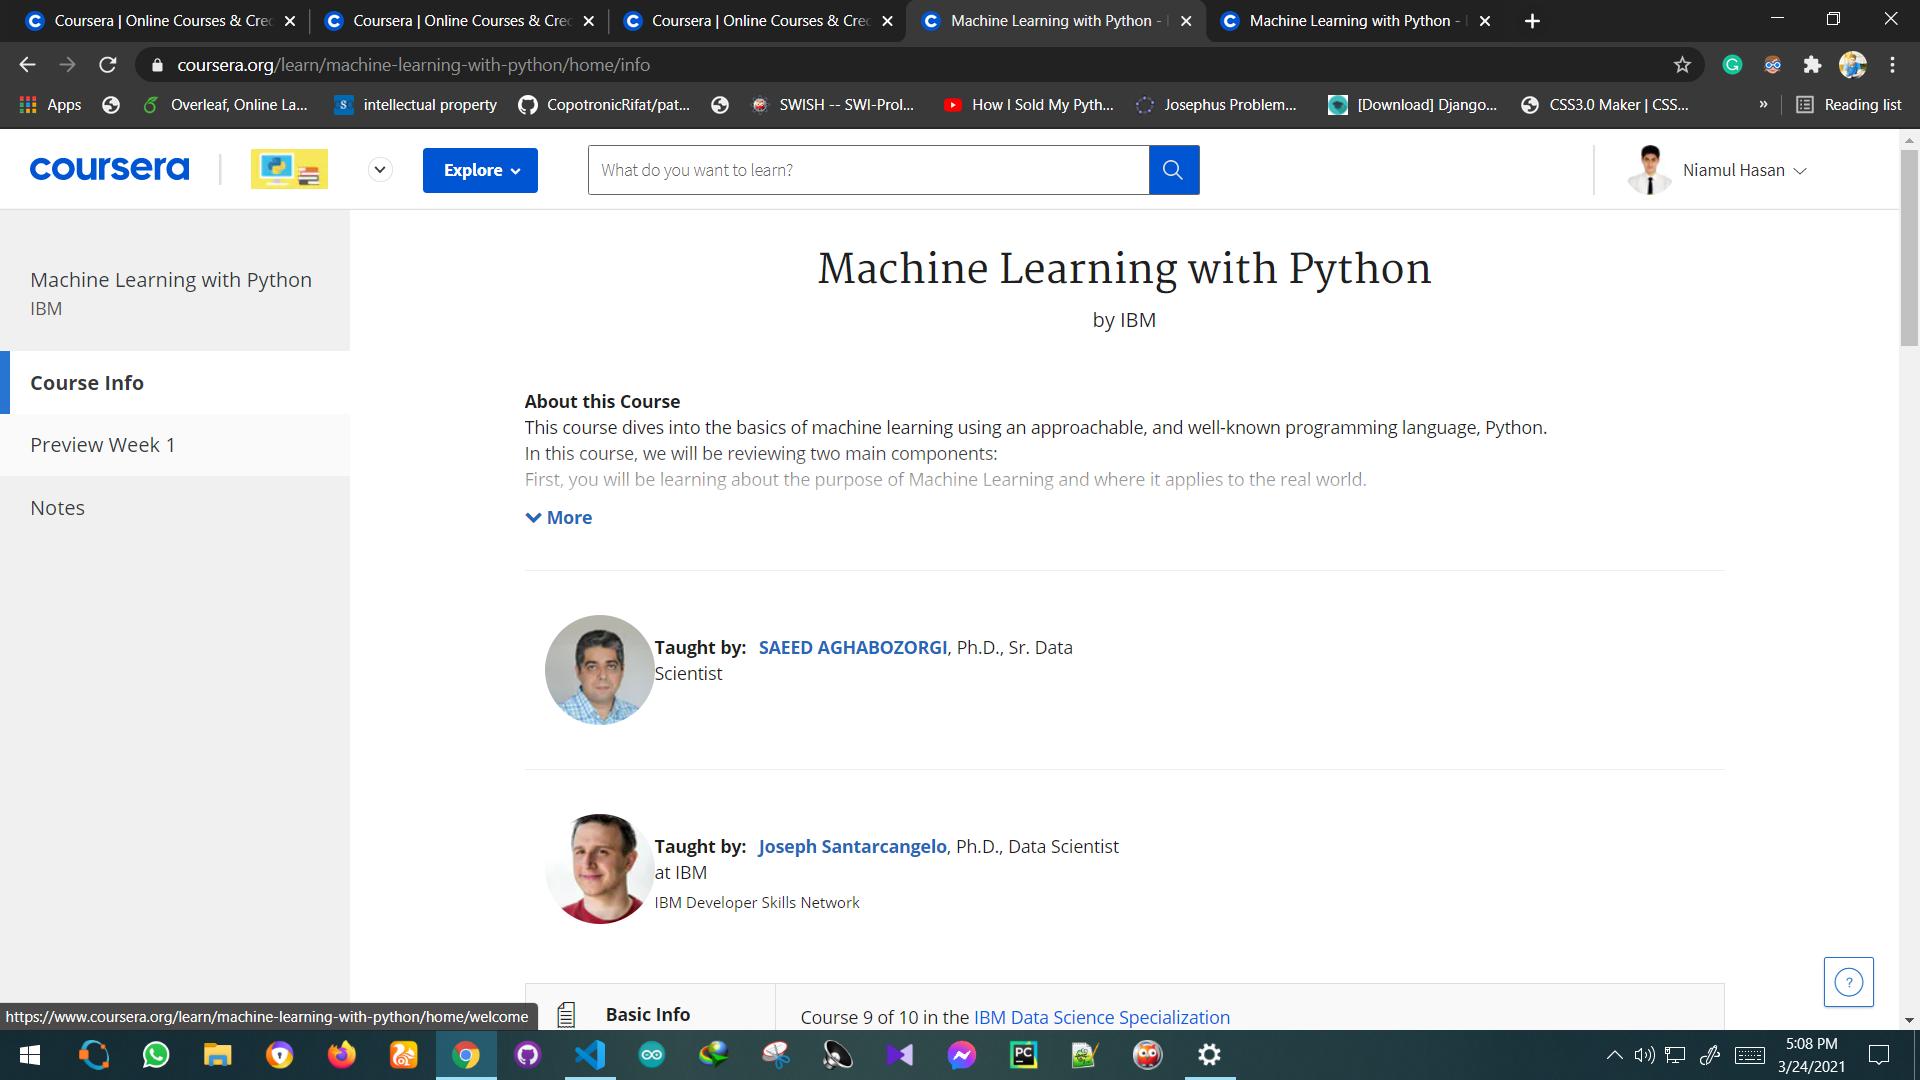 Coursera | Online Courses & Cre
Coursera | Online Courses & Cre
Coursera | Online Courses & Cre
Machine Learning with Python -
Machine Learning with Python -
coursera.org/learn/machine-learning-with-python/home/info
Apps
Overleaf, Online La...
intellectual property
CopotronicRifat/pat...
SWISH -- SWI-Prol...
How I Sold My Pyth...
Josephus Problem...
[Download] Django...
CSS3.0 Maker | CSS...
»
Reading list
coursera
Explore
What do you want to learn?
Niamul Hasan
Machine Learning with Python
IBM
Course Info
Preview Week 1
Notes
Machine Learning with Python
by IBM
About this Course
This course dives into the basics of machine learning using an approachable, and well-known programming language, Python.
In this course, we will be reviewing two main components:
First, you will be learning about the purpose of Machine Learning and where it applies to the real world.
More
Taught by: SAEED AGHABOZORGI, Ph.D., Sr. Data
Scientist
Taught by: Joseph Santarcangelo, Ph.D., Data Scientist
at IBM
IBM Developer Skills Network
Basic Info
Course 9 of 10 in the IBM Data Science Specialization
?
https://www.coursera.org/learn/machine-learning-with-python/home/welcome
PC
5:08 PM
3/24/2021